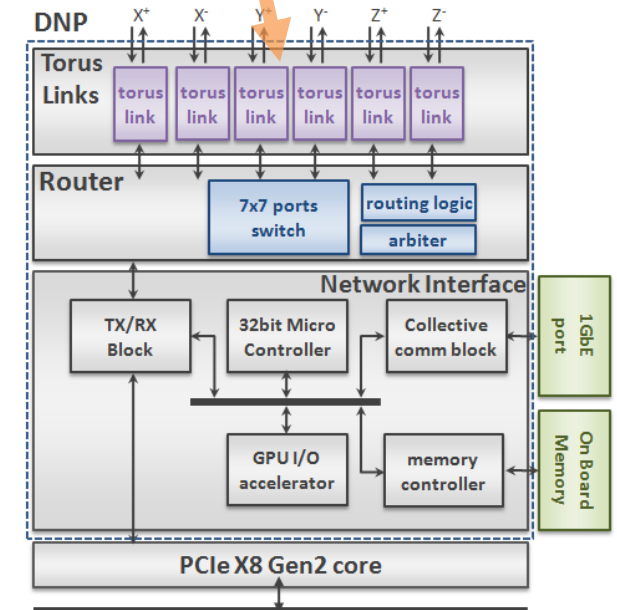 DNP
X+ X- Y+ Y- Z+ Z-
Torus
Links
torus
link
torus
link
torus
link
torus
link
torus
link
torus
link
Router
7x7 ports
switch
routing logic
arbiter
Network Interface
TX/RX
Block
32bit Micro
Controller
Collective
comm block
1GbE
port
GPU I/O
accelerator
memory
controller
On Board
Memory
PCIe X8 Gen2 core